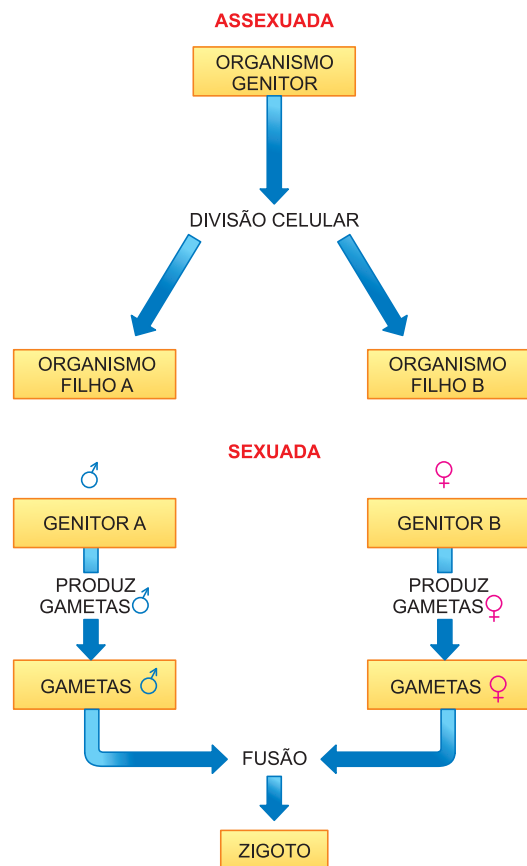 ASSEXUADA
ORGANISMO
GENITOR
DIVISÃO CELULAR
ORGANISMO
FILHO A
ORGANISMO
FILHO B
SEXUADA
♂
GENITOR A
PRODUZ
GAMETAS ♂
GAMETAS ♂
♀
GENITOR B
PRODUZ
GAMETAS ♀
GAMETAS ♀
FUSÃO
ZIGOTO